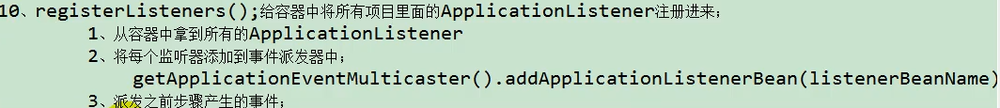 10、registerListeners();给容器中将所有项目里面的ApplicationListener注册进来;
1、从容器中拿到所有的ApplicationListener
2、将每个监听器添加到事件派发器中;
getApplicationEventMulticaster().addApplicationListenerBean(listenerBeanName)
3、派发之前步骤产生的事件;